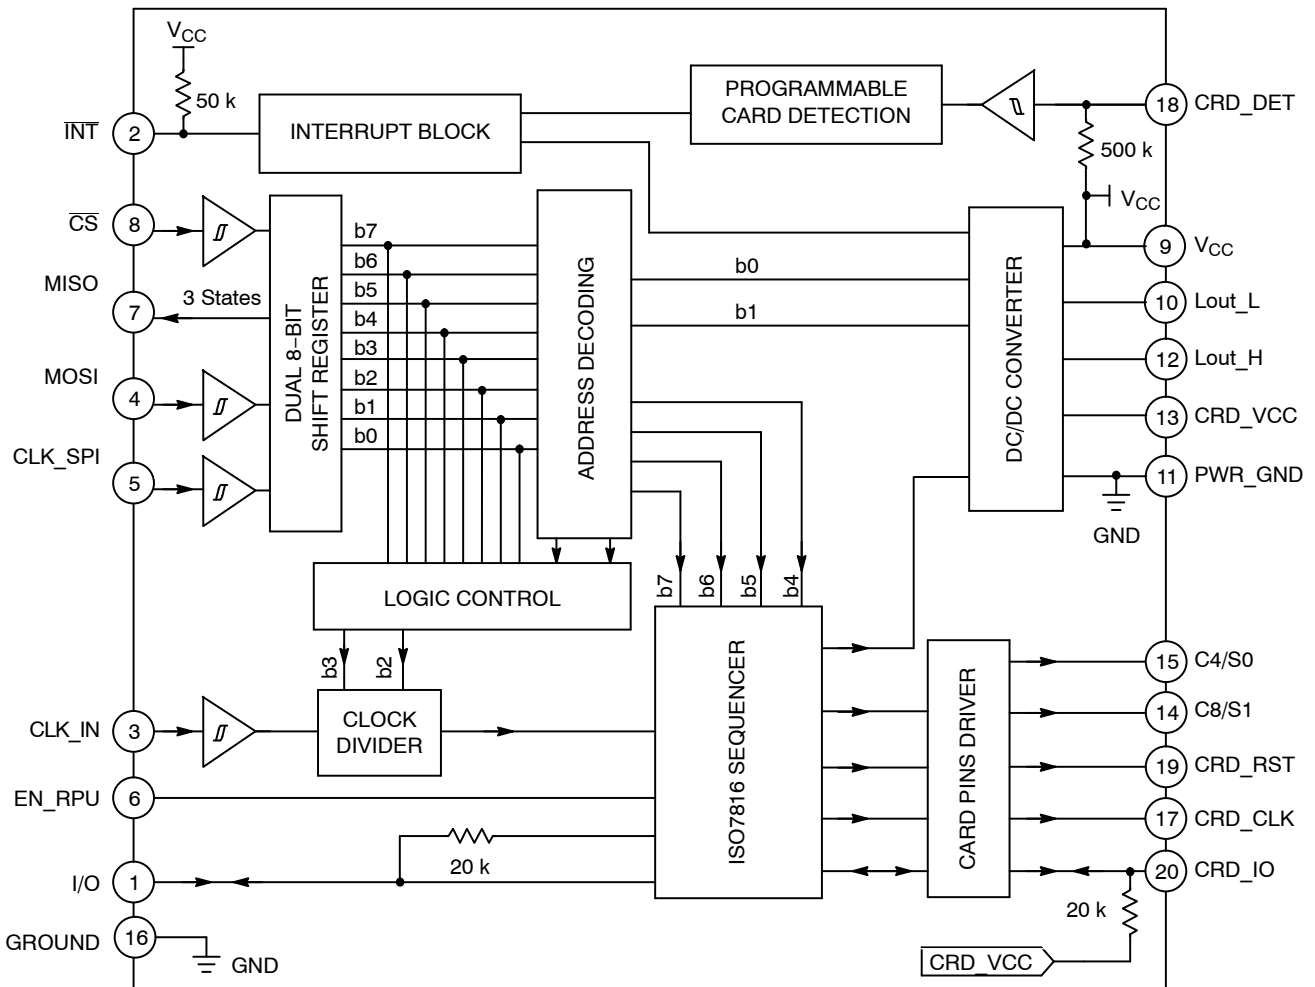 VCC
50 k
INT
2
INTERRUPT BLOCK
PROGRAMMABLE
CARD DETECTION
18
CRD_DET
500 k
VCC
CS
8
MISO
7
3 States
MOSI
4
CLK_SPI
5
DUAL 8−BIT
SHIFT REGISTER
b7
b6
b5
b4
b3
b2
b1
b0
ADDRESS DECODING
b0
b1
DC/DC CONVERTER
9
VCC
10
Lout_L
12
Lout_H
13
CRD_VCC
11
PWR_GND
GND
LOGIC CONTROL
b7
b6
b5
b4
b3
b2
CLK_IN
3
CLOCK
DIVIDER
EN_RPU
6
20 k
I/O
1
GROUND
16
GND
ISO7816 SEQUENCER
CARD PINS DRIVER
15
C4/S0
14
C8/S1
19
CRD_RST
17
CRD_CLK
20
CRD_IO
20 k
CRD_VCC